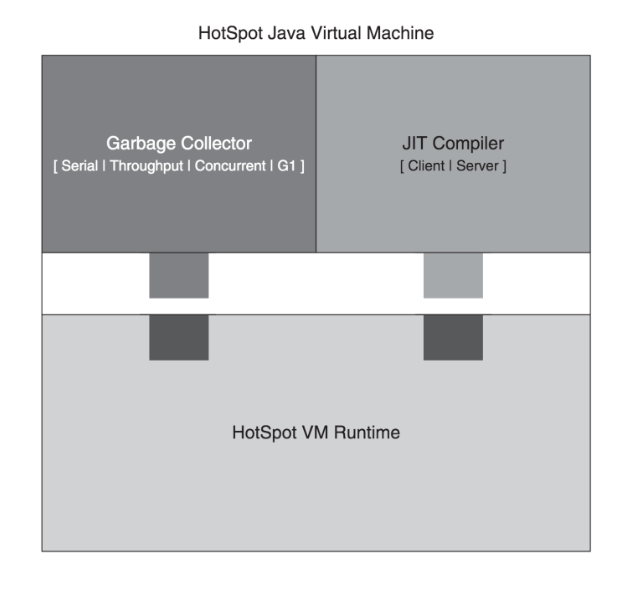 HotSpot Java Virtual Machine
Garbage Collector
[ Serial | Throughput | Concurrent | G1 ]
JIT Compiler
[ Client | Server ]
HotSpot VM Runtime